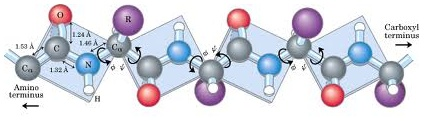 O
R
1.24 Å
1.53 Å
C
1.46 Å
Cα
Cα
1.32 Å
N
H
ϕ ψ
ϕ ψ
ϕ ψ
ϕ ψ
Amino
terminus
Carboxyl
terminus